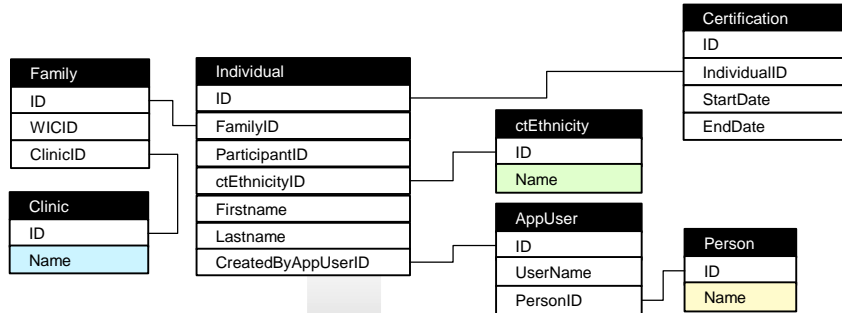 Family
ID
WICID
ClinicID
Clinic
ID
Name
Individual
ID
FamilyID
ParticipantID
ctEthnicityID
Firstname
Lastname
CreatedByAppUserID
ctEthnicity
ID
Name
AppUser
ID
UserName
PersonID
Certification
ID
IndividualID
StartDate
EndDate
Person
ID
Name